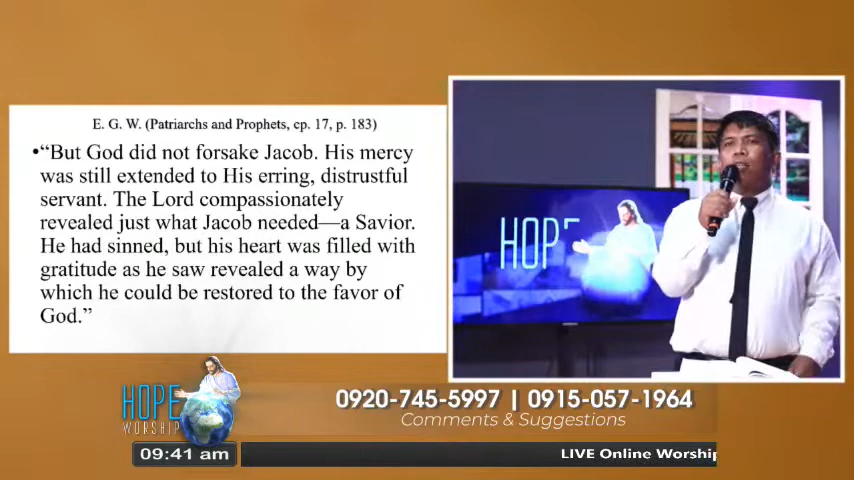 E. G. W. (Patriarchs and Prophets, cp. 17, p. 183)
•“But God did not forsake Jacob. His mercy
was still extended to His erring, distrustful
servant. The Lord compassionately
revealed just what Jacob needed—a Savior.
He had sinned, but his heart was filled with
gratitude as he saw revealed a way by
which he could be restored to the favor of
God.”
HOPE
HOPE
WORSHIP
0920-745-5997 | 0915-057-1964
Comments & Suggestions
09:41 am
LIVE Online Worship